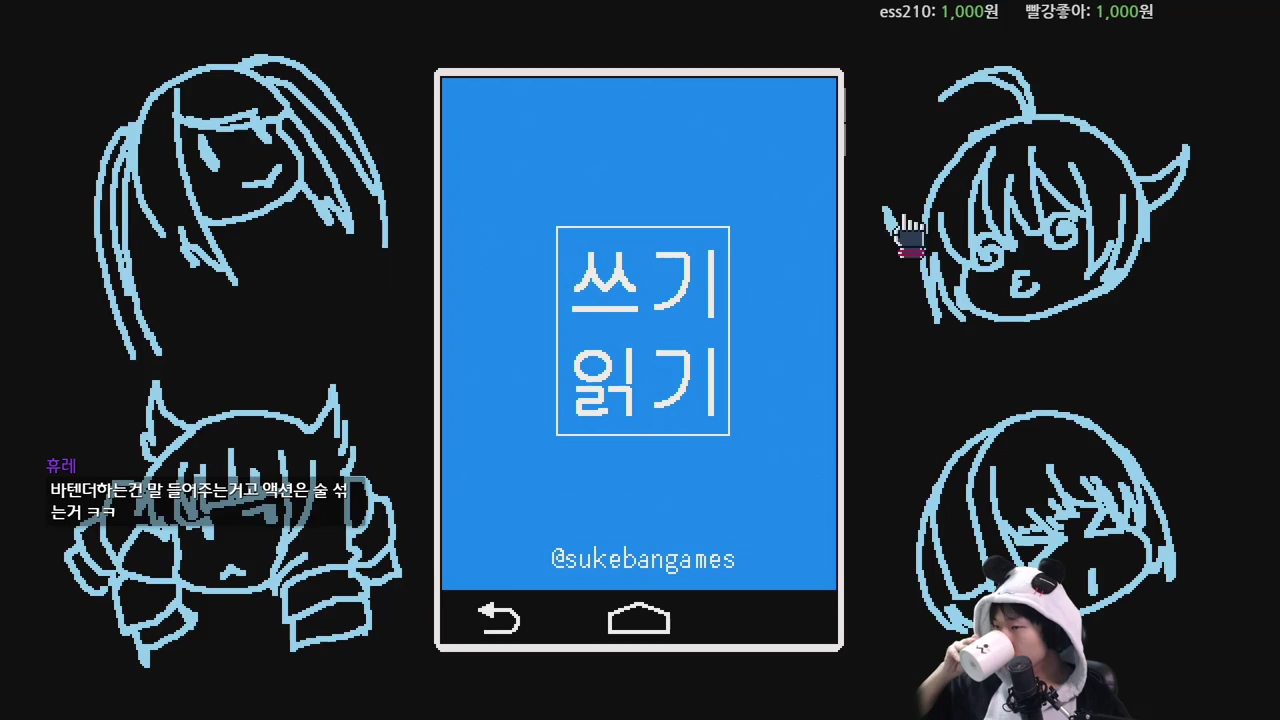 ess210: 1,000원 빨강좋아: 1,000원
쓰기
읽기
휴레
바텐더하는건 말 들어주는거고 액션은 술 섞
는거 ㅋㅋ
@sukebangames